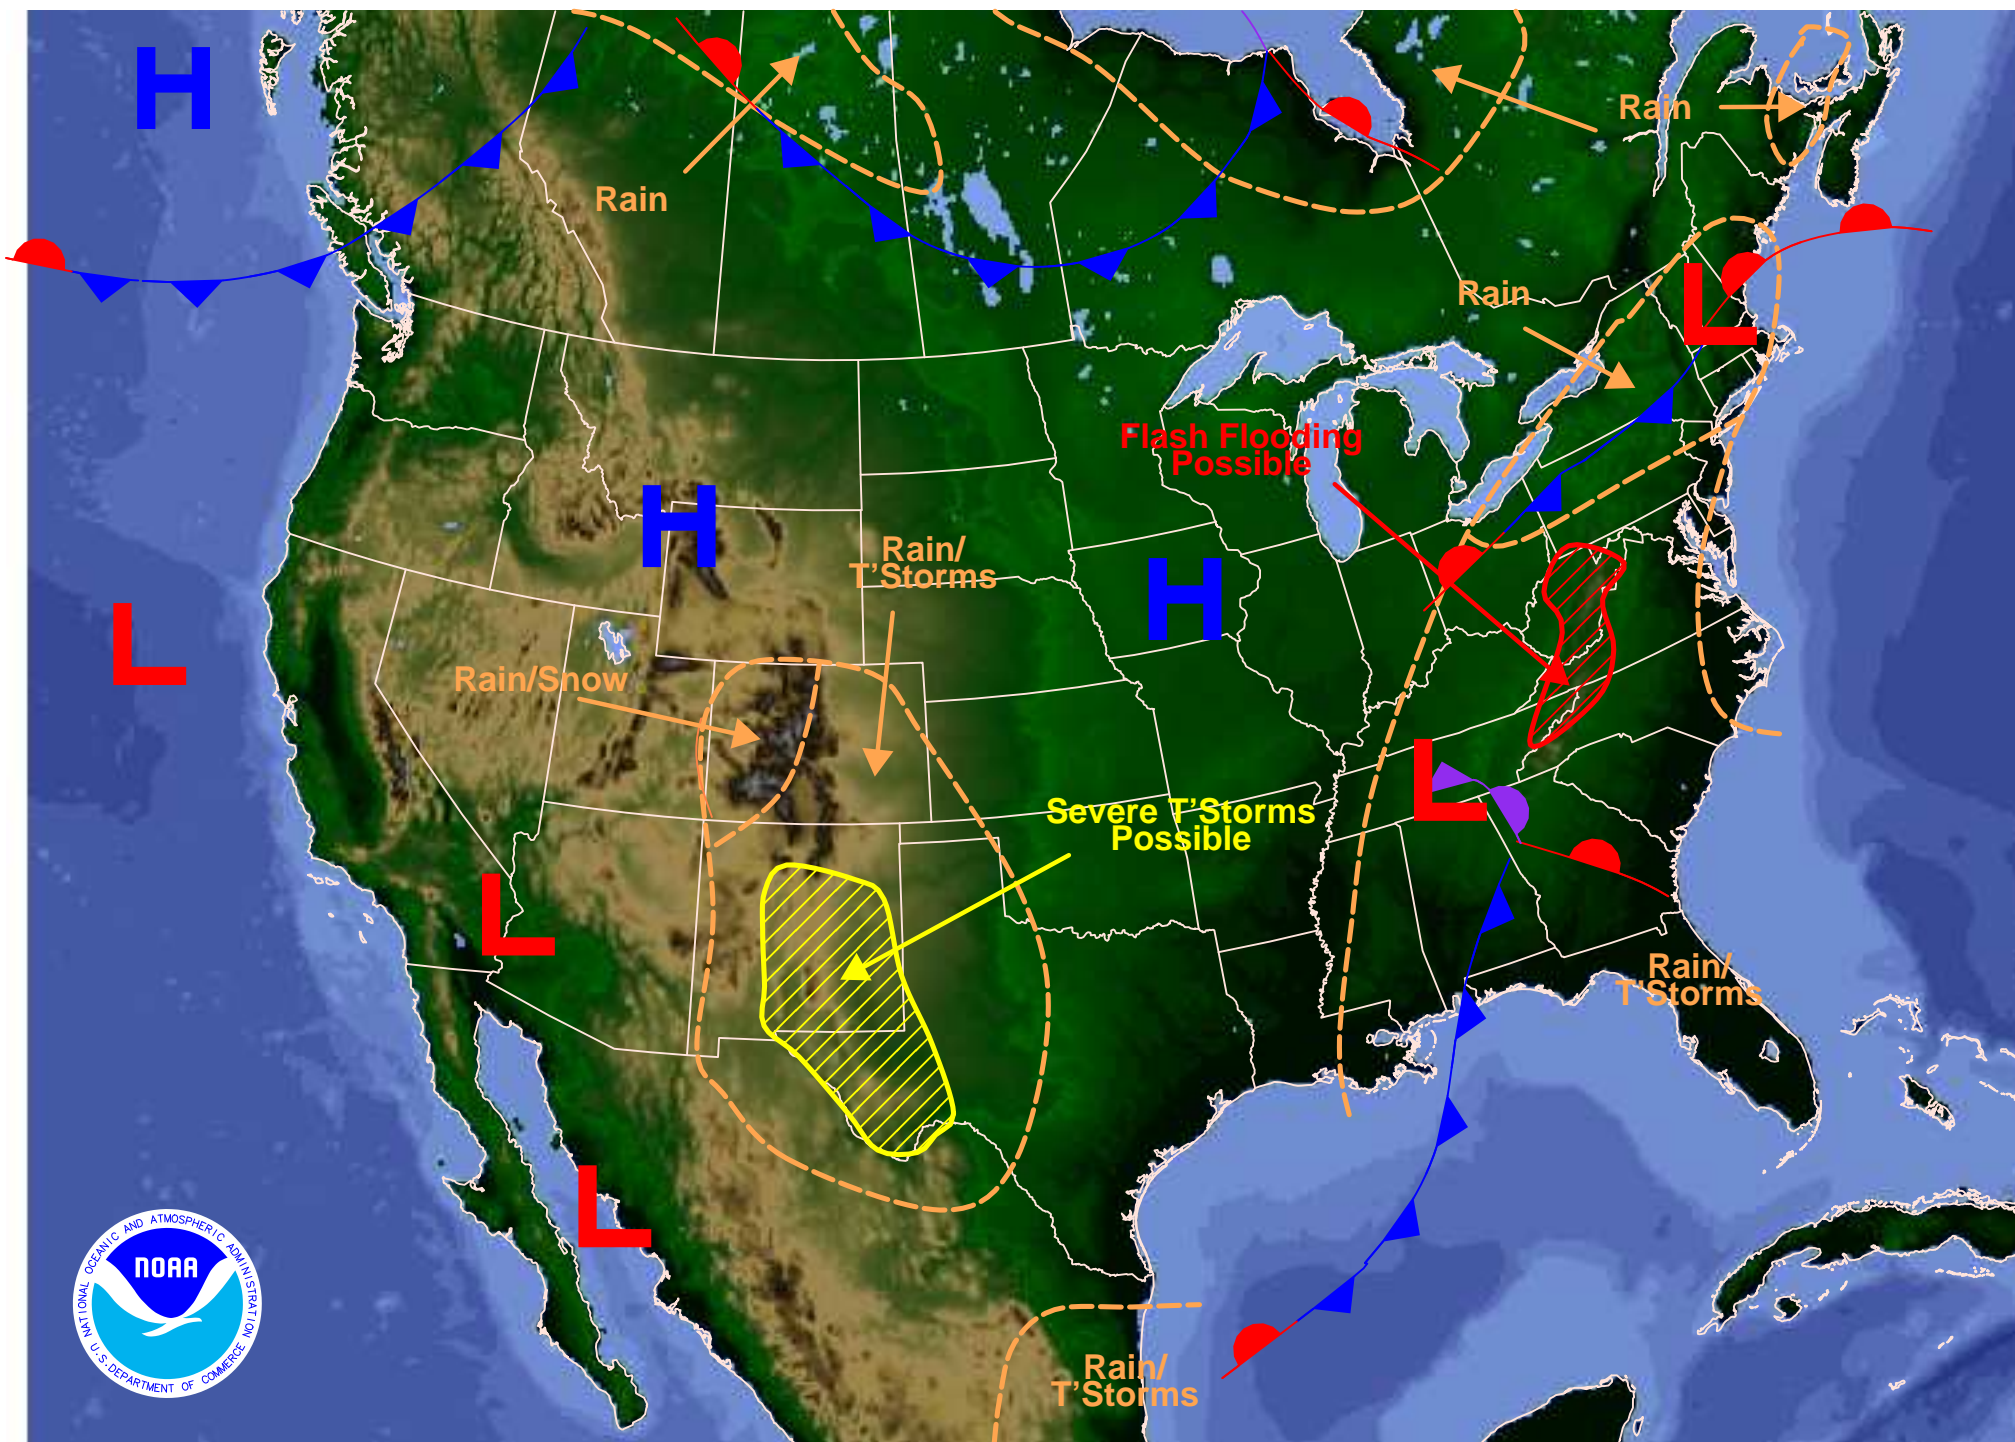 H
Rain
Rain
Rain
L
Flash Flooding
Possible
H
Rain/
T'Storms
H
L
Rain/Snow
L
Severe T'Storms
Possible
L
Rain/
T'Storms
L
NATIONAL OCEANIC AND ATMOSPHERIC ADMINISTRATION
NOAA
U.S. DEPARTMENT OF COMMERCE
Rain/
T'Storms